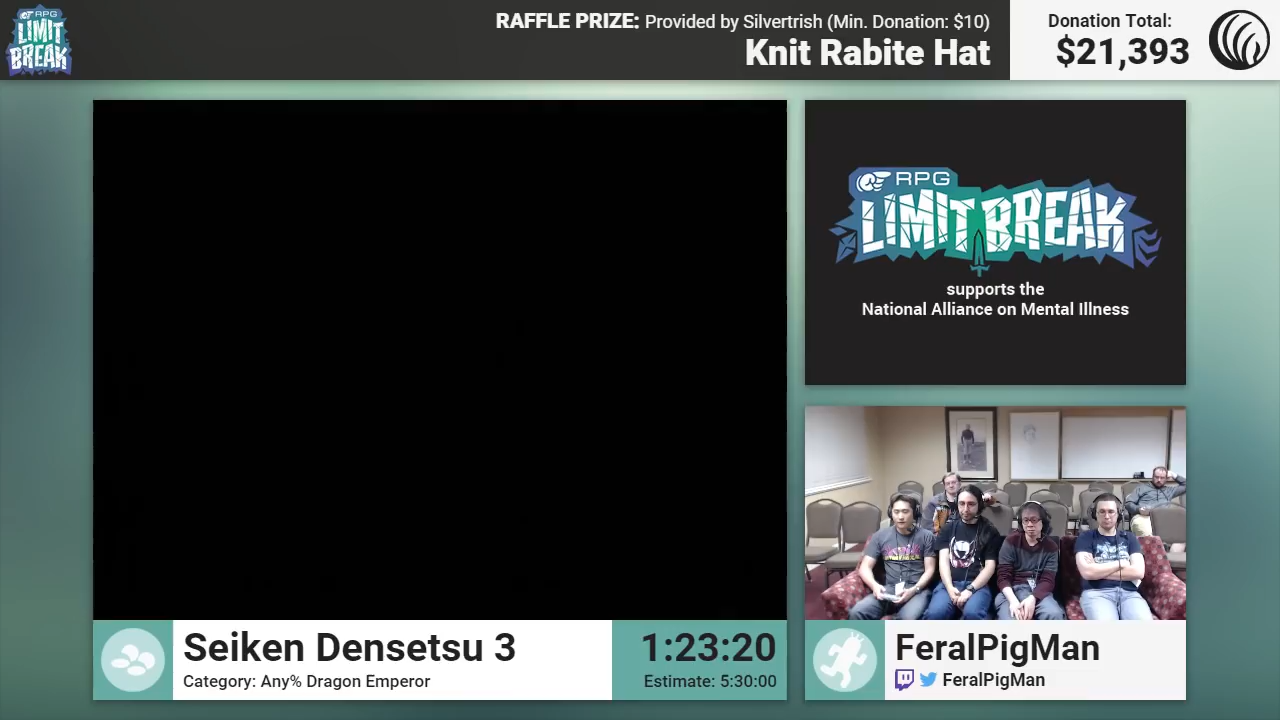 RPG
LIMIT
BREAK
RAFFLE PRIZE: Provided by Silvertrish (Min. Donation: $10)
Knit Rabite Hat
Donation Total:
$21,393
RPG
LIMIT BREAK
supports the
National Alliance on Mental Illness
Seiken Densetsu 3
Category: Any% Dragon Emperor
1:23:20
Estimate: 5:30:00
FeralPigMan
FeralPigMan